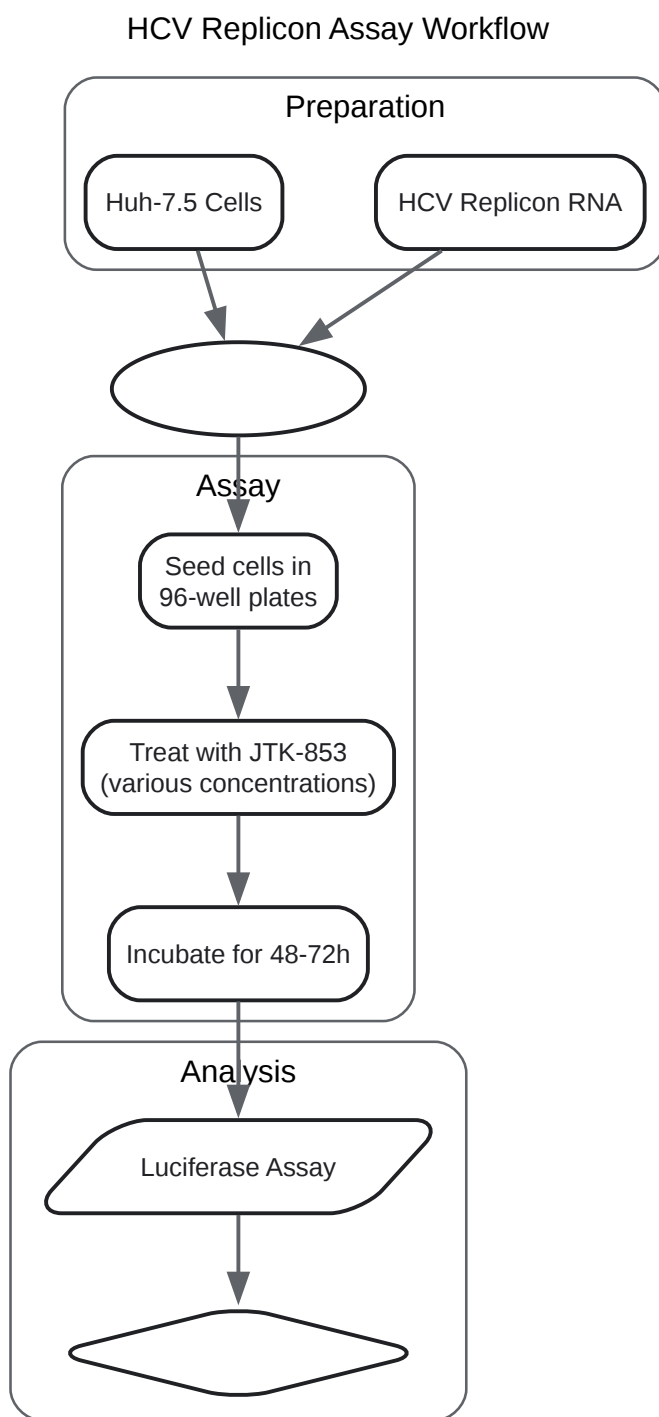 HCV Replicon Assay Workflow
Preparation
Huh-7.5 Cells
HCV Replicon RNA
Assay
Seed cells in
96-well plates
Treat with JTK-853
(various concentrations)
Incubate for 48-72h
Analysis
Luciferase Assay